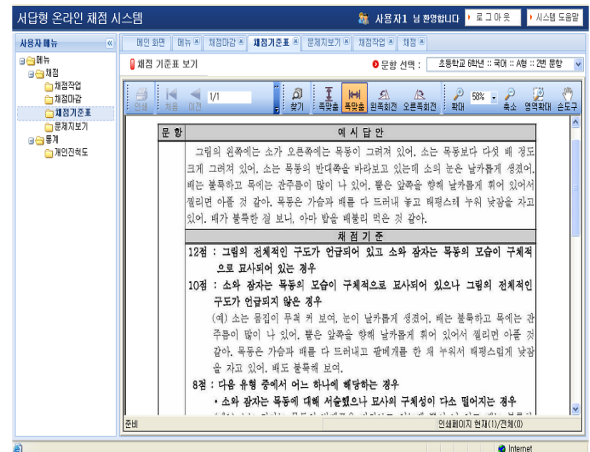 서답형 온라인 채점 시스템
사용자1 님 환영합니다 로그아웃 시스템 도움말
사용자메뉴
메인 화면 메뉴 채점마감 채점기준표 문제지보기 채점작업 채점
메뉴
채점
채점작업
채점마감
채점기준표
문제지보기
통계
개인진척도
채점 기준표 보기
문항 선택 : 초등학교 6학년 :: 국어 :: A형 :: 2번 문항
인쇄 처음 이전 1/1 찾기 쪽맞춤 폭맞춤 왼쪽회전 오른쪽회전 확대 58% 축소 영역확대 손도구
문 항 예 시 답 안
그림의 왼쪽에는 소가 오른쪽에는 목동이 그려져 있어. 소는 목동보다 다섯 배 정도
크게 그려져 있어. 소는 목동의 반대쪽을 바라보고 있는데 소의 눈은 날카롭게 생겼어.
배는 불룩하고 목에는 잔주름이 많이 나 있어. 뿔은 앞쪽을 향해 날카롭게 휘어 있어서
찔리면 아플 것 같아. 목동은 가슴과 배를 다 드러내 놓고 태평스레 누워 낮잠을 자고
있어. 배가 불룩한 걸 보니, 아마 밥을 배불리 먹은 것 같아.
채 점 기 준
12점 : 그림의 전체적인 구도가 언급되어 있고 소와 잠자는 목동의 모습이 구체적
으로 묘사되어 있는 경우
10점 : 소와 잠자는 목동의 모습이 구체적으로 묘사되어 있으나 그림의 전체적인
구도가 언급되지 않은 경우
(예) 소는 몸집이 무척 커 보여, 눈이 날카롭게 생겼어. 배는 불룩하고 목에는 잔
주름이 많이 나 있어. 뿔은 앞쪽을 향해 날카롭게 휘어 있어서 찔리면 아플 것
같아. 목동은 가슴과 배를 다 드러내고 팔베개를 한 채 누워서 태평스럽게 낮잠
을 자고 있어. 배도 불룩해 보여.
8점 : 다음 유형 중에서 어느 하나에 해당하는 경우
• 소와 잠자는 목동에 대해 서술했으나 묘사의 구체성이 다소 떨어지는 경우
준비 인쇄페이지 현재(1)/전체(0)
Internet